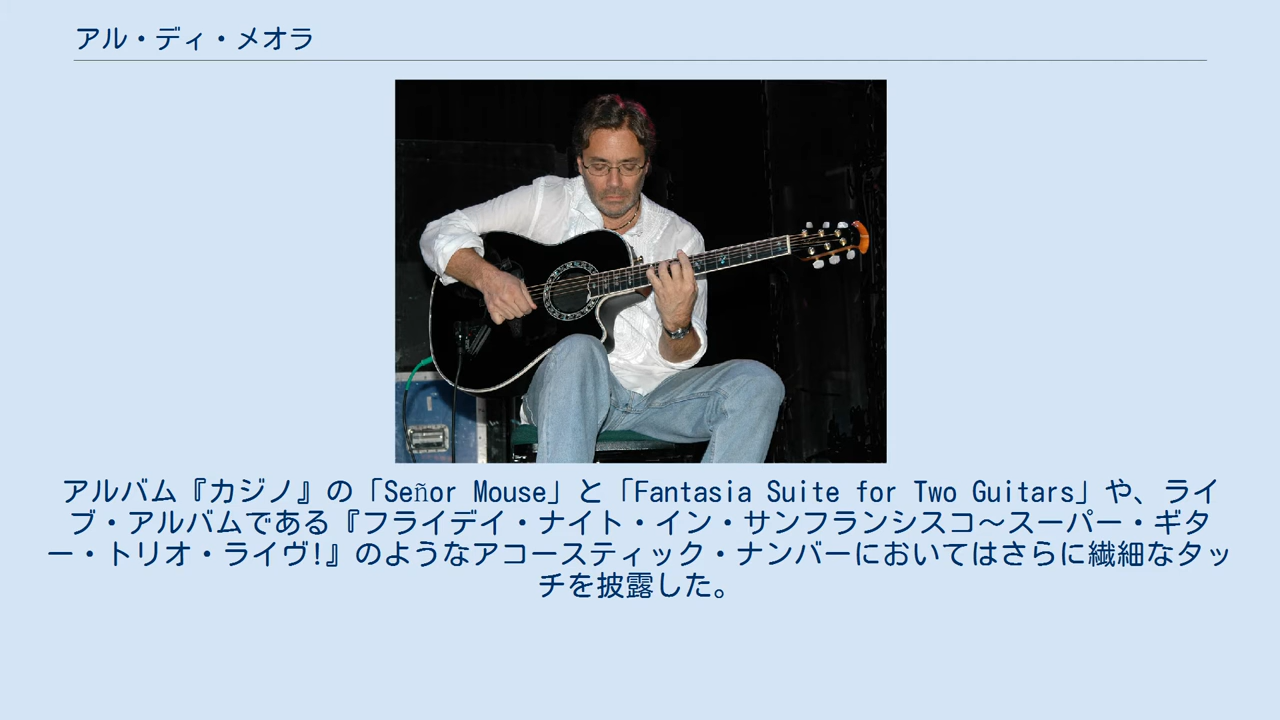 アル・ディ・メオラ
アルバム『カジノ』の「Señor Mouse」と「Fantasia Suite for Two Guitars」や、ライ
ブ・アルバムである『フライデイ・ナイト・イン・サンフランシスコ～スーパー・ギタ
ー・トリオ・ライヴ!』のようなアコースティック・ナンバーにおいてはさらに繊細なタッ
チを披露した。